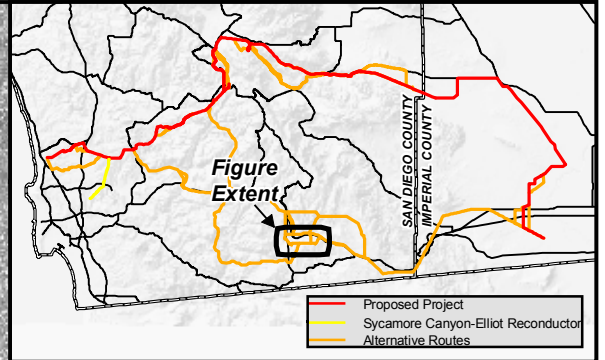 Figure
Extent
SAN DIEGO COUNTY
IMPERIAL COUNTY
Proposed Project
Sycamore Canyon-Elliot Reconductor
Alternative Routes